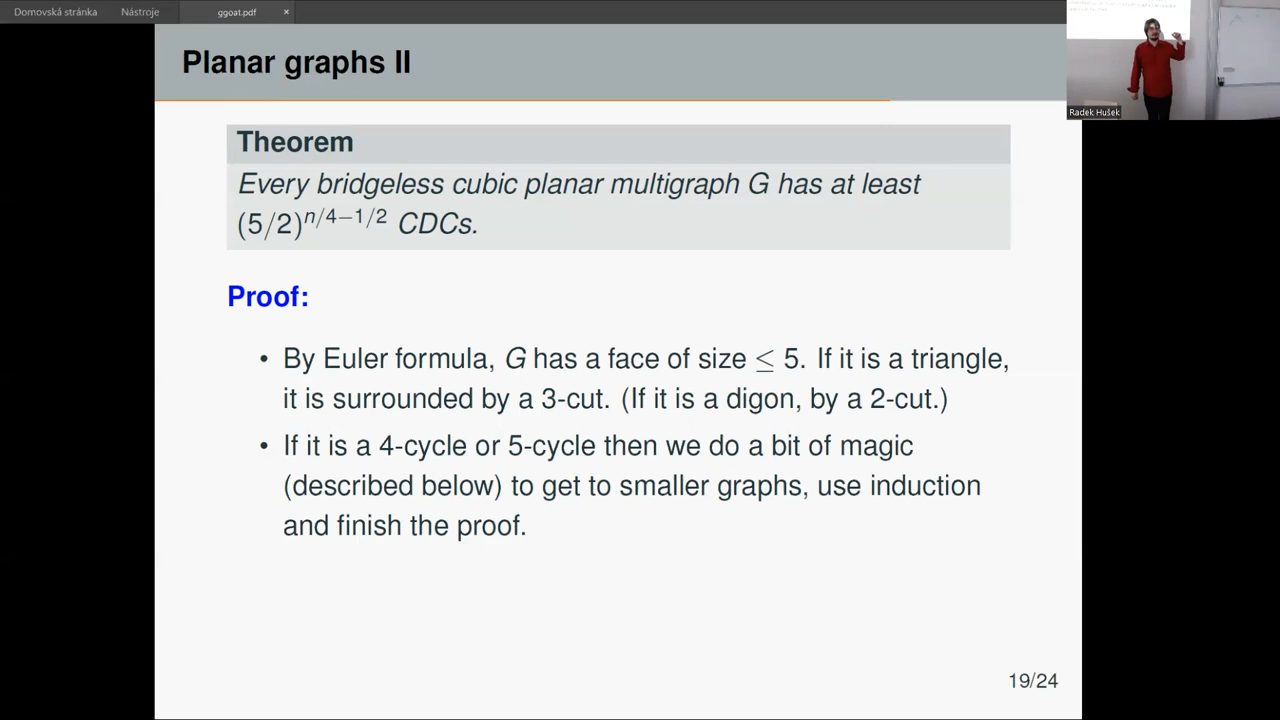 Domovská stránka Nástroje ggoat.pdf ×
Planar graphs II
Radek Hušek
Theorem
Every bridgeless cubic planar multigraph G has at least
(5/2)^{n/4−1/2} CDCs.
Proof:
• By Euler formula, G has a face of size ≤ 5. If it is a triangle,
it is surrounded by a 3-cut. (If it is a digon, by a 2-cut.)
• If it is a 4-cycle or 5-cycle then we do a bit of magic
(described below) to get to smaller graphs, use induction
and finish the proof.
19/24